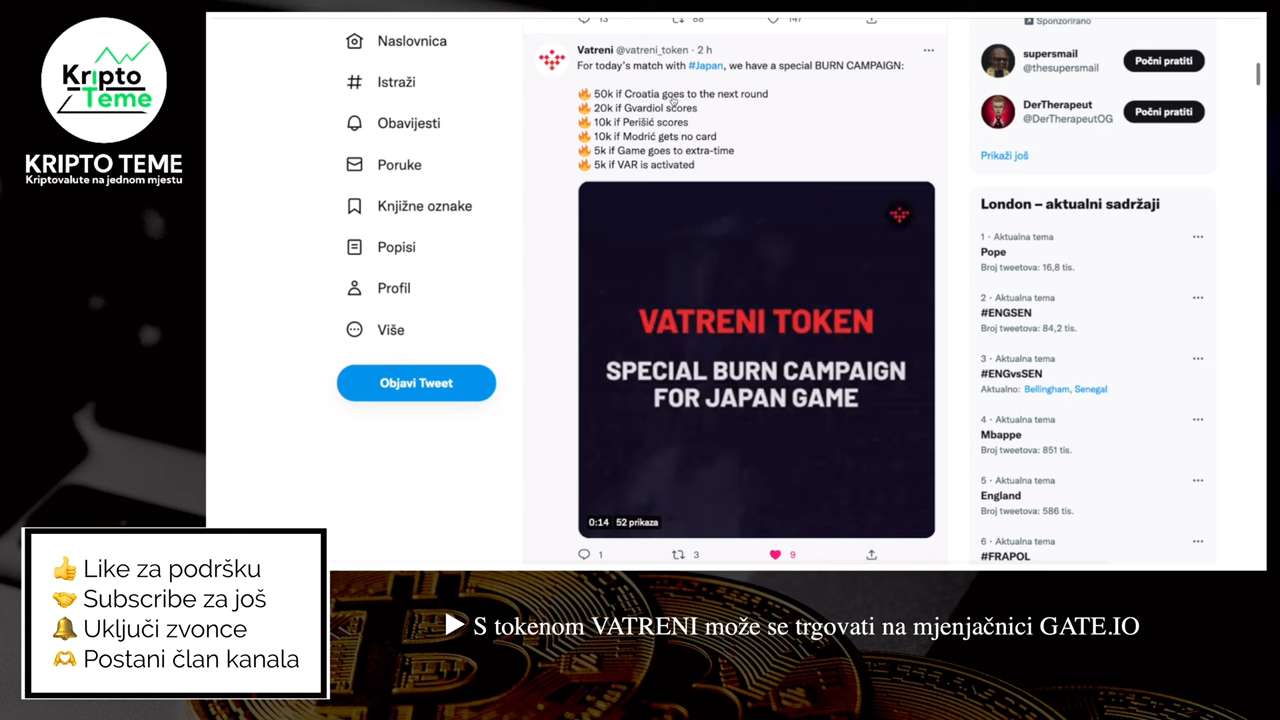 Kripto
Teme
KRIPTO TEME
Kriptovalute na jednom mjestu
Naslovnica
Istraži
Obavijesti
Poruke
Knjižne oznake
Popisi
Profil
Više
Objavi Tweet
13
88
147
Vatreni @vatreni_token · 2 h
For today's match with #Japan, we have a special BURN CAMPAIGN:
🔥 50k if Croatia goes to the next round
🔥 20k if Gvardiol scores
🔥 10k if Perišić scores
🔥 10k if Modrić gets no card
🔥 5k if Game goes to extra-time
🔥 5k if VAR is activated
VATRENI TOKEN
SPECIAL BURN CAMPAIGN
FOR JAPAN GAME
0:14 52 prikaza
1
3
9
Sponzorirano
supersmail
@thesupersmail
Počni pratiti
DerTherapeut
@DerTherapeutOG
Počni pratiti
Prikaži još
London – aktualni sadržaji
1 · Aktualna tema
Pope
Broj tweetova: 16,8 tis.
2 · Aktualna tema
#ENGSEN
Broj tweetova: 84,2 tis.
3 · Aktualna tema
#ENGvsSEN
Aktualno: Bellingham, Senegal
4 · Aktualna tema
Mbappe
Broj tweetova: 851 tis.
5 · Aktualna tema
England
Broj tweetova: 586 tis.
6 · Aktualna tema
#FRAPOL
👍 Like za podršku
🤝 Subscribe za još
🔔 Uključi zvonce
🫶 Postani član kanala
▶ S tokenom VATRENI može se trgovati na mjenjačnici GATE.IO